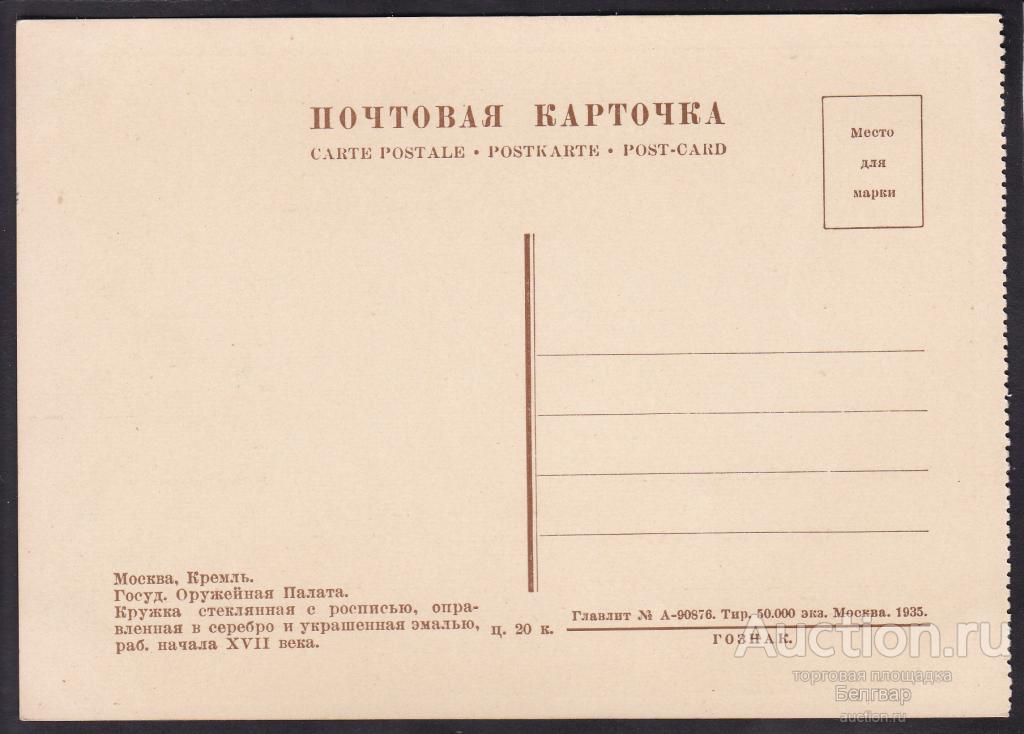 ПОЧТОВАЯ КАРТОЧКА
CARTE POSTALE • POSTKARTE • POST-CARD
Место
для
марки
Москва, Кремль.
Госуд. Оружейная Палата.
Кружка стеклянная с росписью, опра-
вленная в серебро и украшенная эмалью,
раб. начала XVII века.
ц. 20 к.
Главлит № А-90876. Тир. 50.000 экз. Москва. 1935.
ГОЗНАК.
Auction.ru
торговая площадка
Белгвар
auction.ru